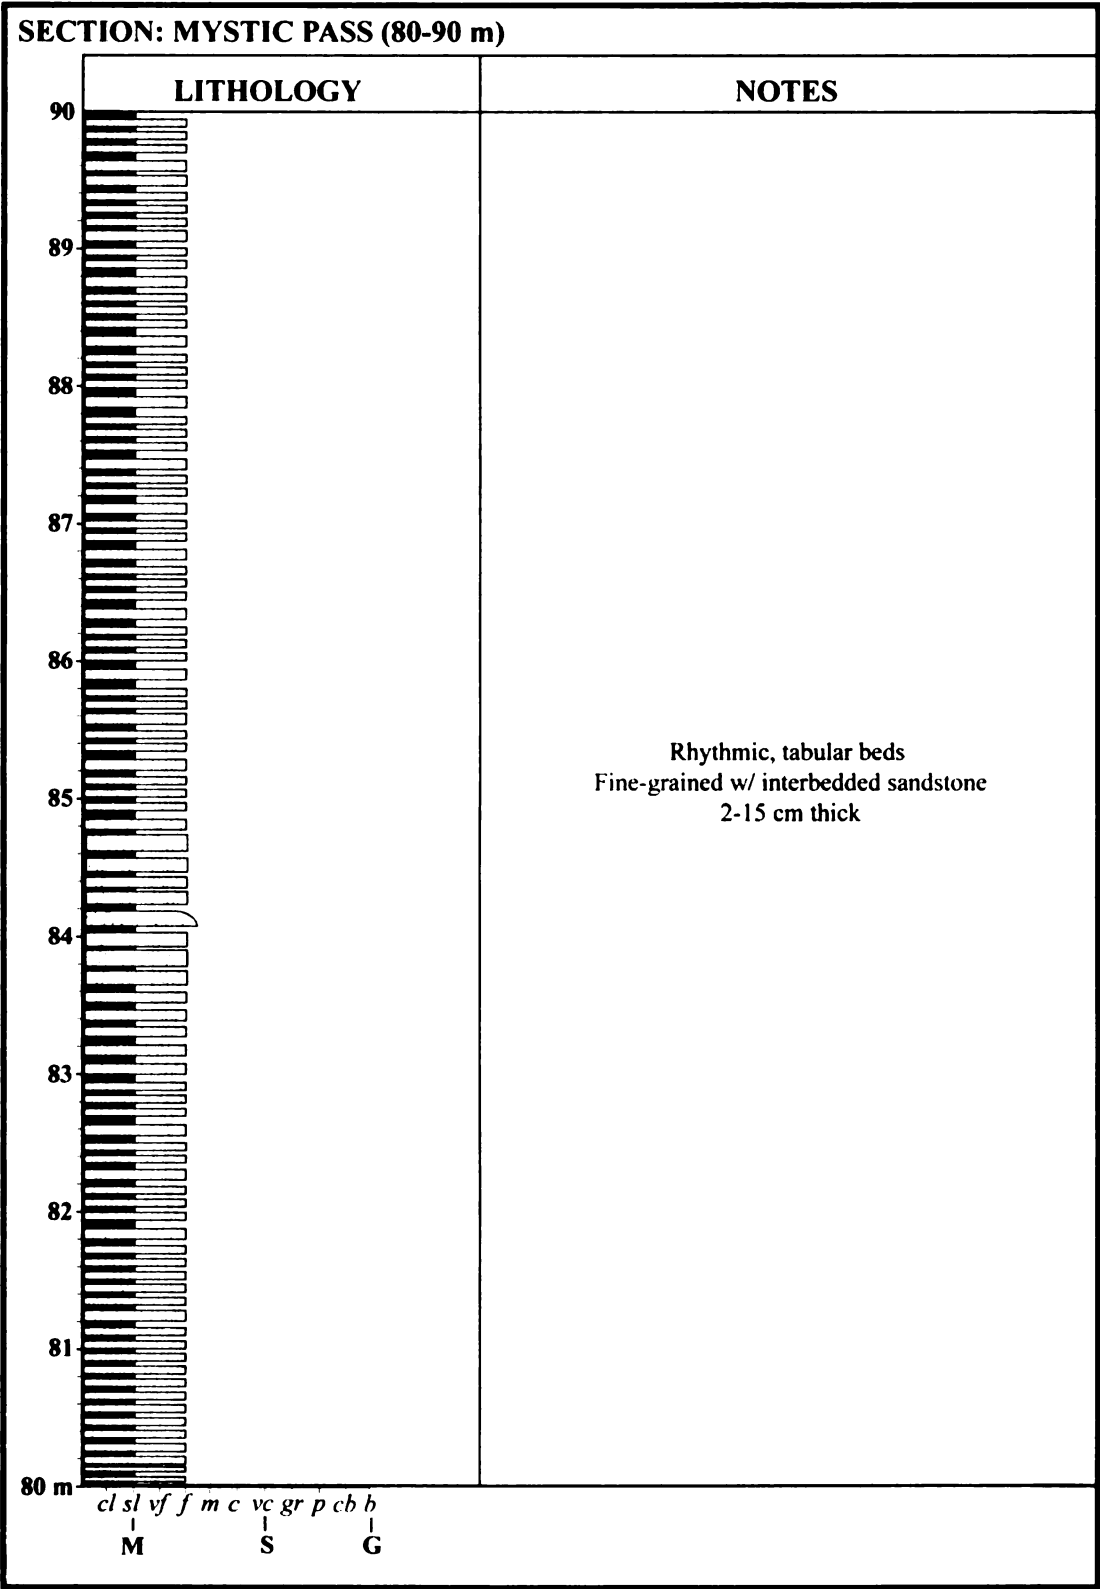 SECTION: MYSTIC PASS (80-90 m)
LITHOLOGY
NOTES
90
89
88
87
86
85
84
83
82
81
80 m
Rhythmic, tabular beds
Fine-grained w/ interbedded sandstone
2-15 cm thick
cl sl vf f m c vc gr p cb b
M S G